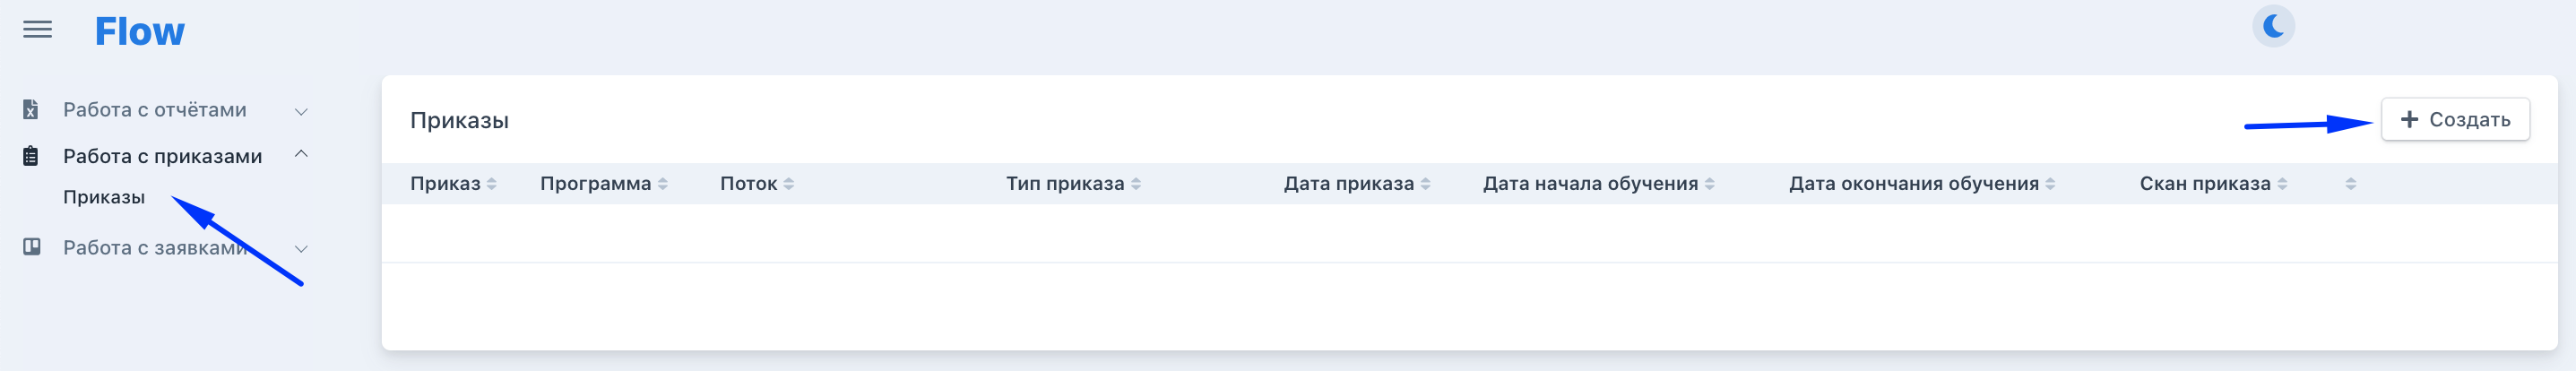 Flow
Работа с отчётами
Работа с приказами
Приказы
Работа с заявками
Приказы
Создать
Приказ Программа Поток Тип приказа Дата приказа Дата начала обучения Дата окончания обучения Скан приказа